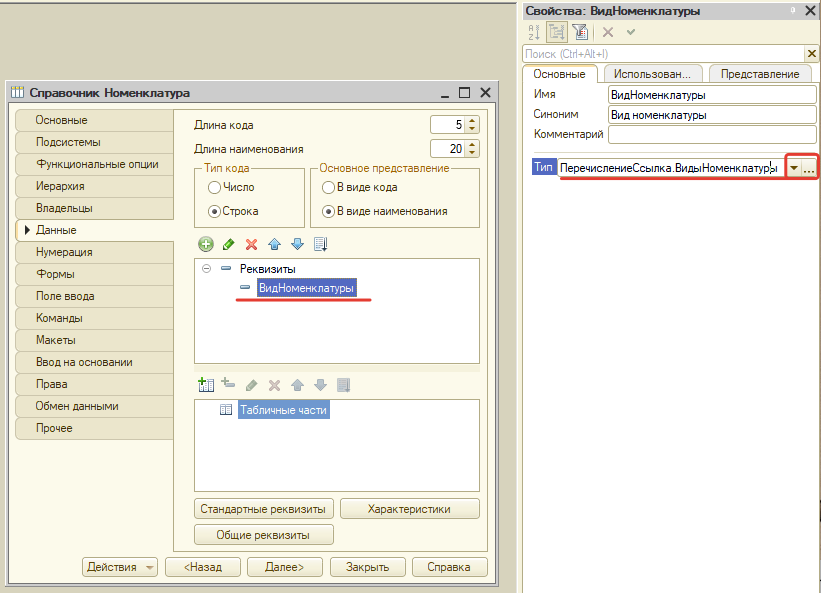 Справочник Номенклатура
Основные
Подсистемы
Функциональные опции
Иерархия
Владельцы
Данные
Нумерация
Формы
Поле ввода
Команды
Макеты
Ввод на основании
Права
Обмен данными
Прочее
Длина кода 5
Длина наименования 20
Тип кода
Число
Строка
Основное представление
В виде кода
В виде наименования
Реквизиты
ВидНоменклатуры
Табличные части
Стандартные реквизиты
Характеристики
Общие реквизиты
Действия
<Назад
Далее>
Закрыть
Справка
Свойства: ВидНоменклатуры
Поиск (Ctrl+Alt+I)
Основные
Использован...
Представление
Имя ВидНоменклатуры
Синоним Вид номенклатуры
Комментарий
Тип ПеречислениеСсылка.ВидыНоменклатуры ...